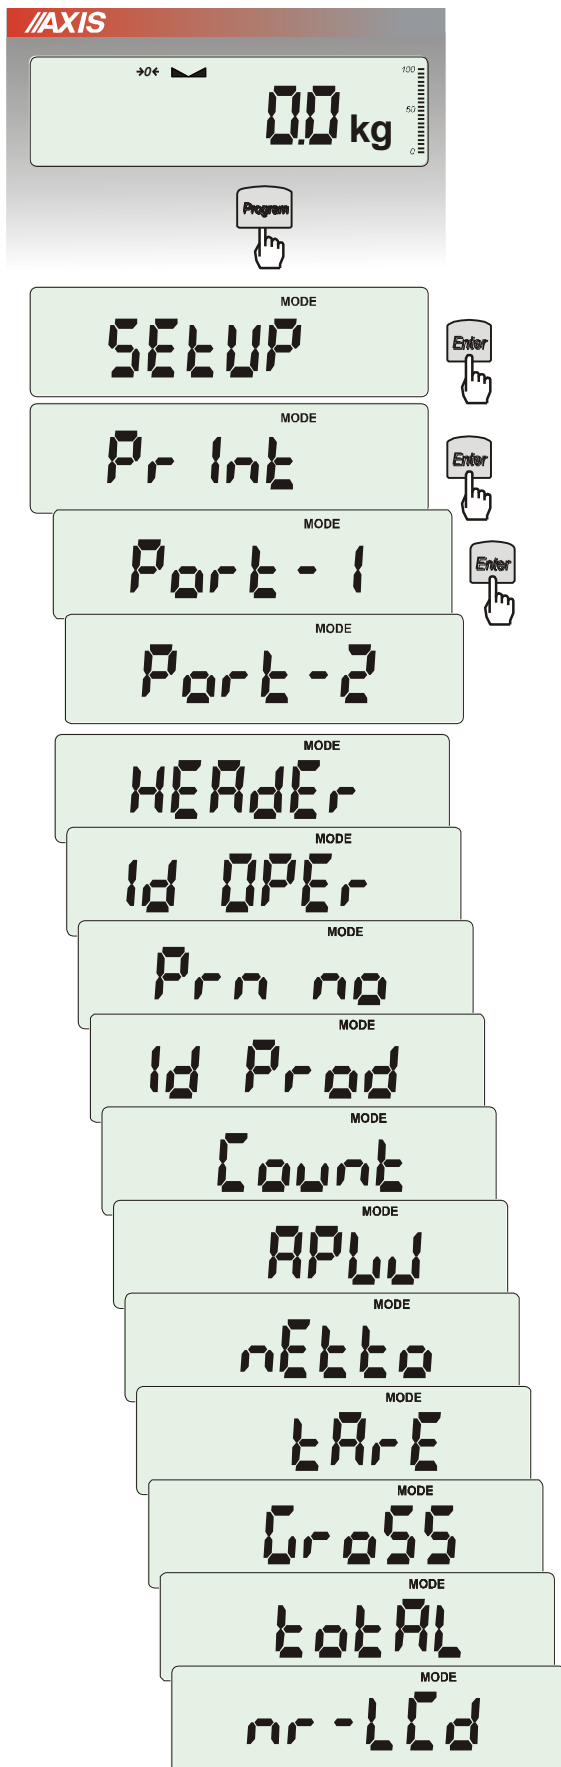 AXIS
→0←
100
50
0
0.0 kg
Program
MODE
SEtUP
Enter
MODE
PrInt
Enter
MODE
Port-1
Enter
MODE
Port-2
MODE
HEAdEr
MODE
Id OPEr
MODE
Prn no
MODE
Id Prod
MODE
Count
MODE
APW
MODE
nEtto
MODE
tArE
MODE
GroSS
MODE
totAL
MODE
nr-LCd